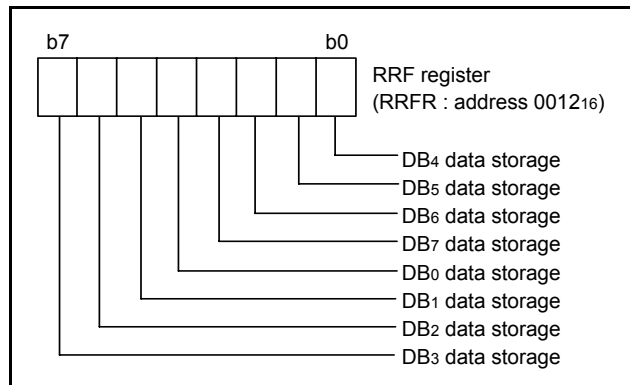 b7 b0
RRF register
(RRFR : address 001216)
DB4 data storage
DB5 data storage
DB6 data storage
DB7 data storage
DB0 data storage
DB1 data storage
DB2 data storage
DB3 data storage